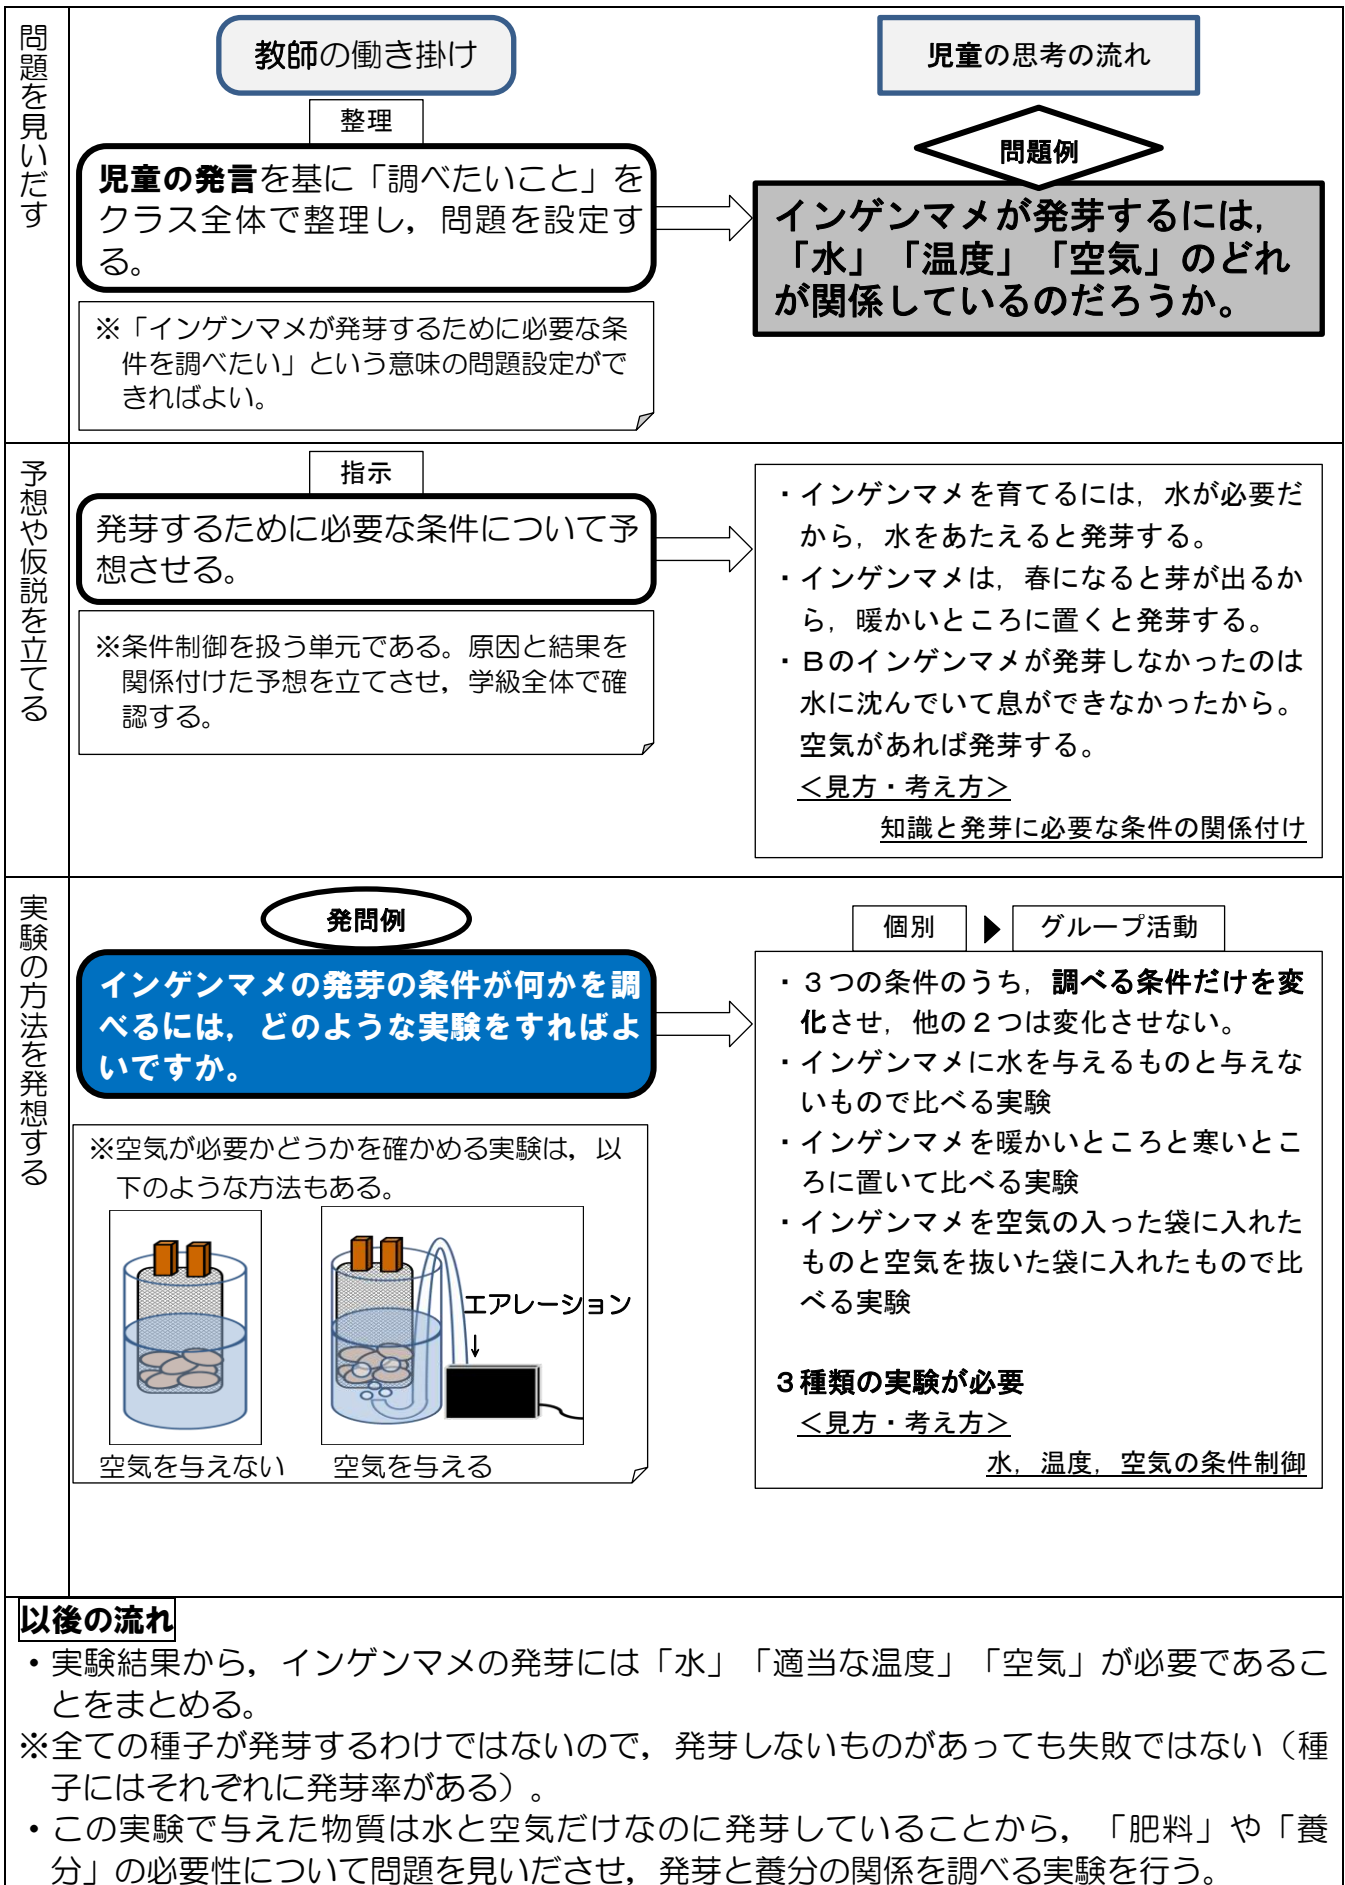 問題を見いだす
教師の働き掛け
児童の思考の流れ
整理
児童の発言を基に「調べたいこと」を
クラス全体で整理し，問題を設定す
る。
※「インゲンマメが発芽するために必要な条
件を調べたい」という意味の問題設定がで
きればよい。
問題例
インゲンマメが発芽するには，
「水」「温度」「空気」のどれ
が関係しているのだろうか。
予想や仮説を立てる
指示
発芽するために必要な条件について予
想させる。
※条件制御を扱う単元である。原因と結果を
関係付けた予想を立てさせ，学級全体で確
認する。
・インゲンマメを育てるには，水が必要だ
から，水をあたえると発芽する。
・インゲンマメは，春になると芽が出るか
ら，暖かいところに置くと発芽する。
・Ｂのインゲンマメが発芽しなかったのは
水に沈んでいて息ができなかったから。
空気があれば発芽する。
＜見方・考え方＞
知識と発芽に必要な条件の関係付け
実験の方法を発想する
発問例
インゲンマメの発芽の条件が何かを調
べるには，どのような実験をすればよ
いですか。
※空気が必要かどうかを確かめる実験は，以
下のような方法もある。
エアレーション
↓
空気を与えない
空気を与える
個別
グループ活動
・３つの条件のうち，調べる条件だけを変
化させ，他の２つは変化させない。
・インゲンマメに水を与えるものと与えな
いもので比べる実験
・インゲンマメを暖かいところと寒いとこ
ろに置いて比べる実験
・インゲンマメを空気の入った袋に入れた
ものと空気を抜いた袋に入れたもので比
べる実験
３種類の実験が必要
＜見方・考え方＞
水，温度，空気の条件制御
以後の流れ
・実験結果から，インゲンマメの発芽には「水」「適当な温度」「空気」が必要であるこ
とをまとめる。
※全ての種子が発芽するわけではないので，発芽しないものがあっても失敗ではない（種
子にはそれぞれに発芽率がある）。
・この実験で与えた物質は水と空気だけなのに発芽していることから，「肥料」や「養
分」の必要性について問題を見いださせ，発芽と養分の関係を調べる実験を行う。